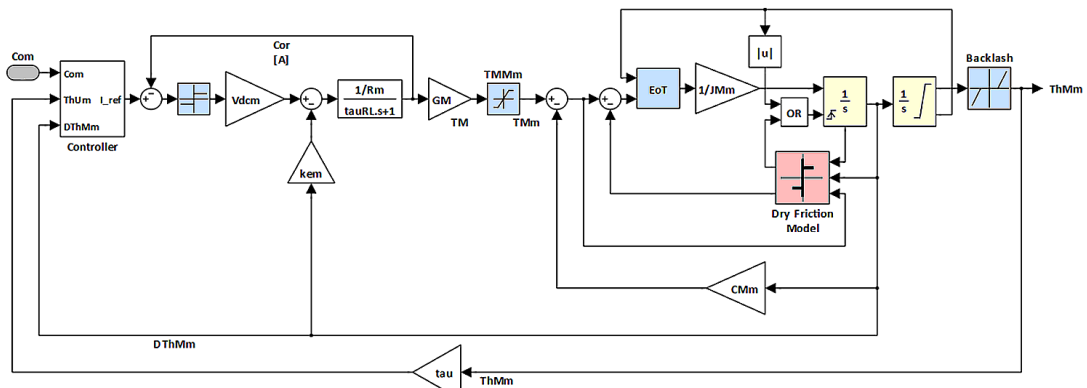 Com
Com
ThUm
I_ref
DThMm
Controller
Cor
[A]
Vdcm
kem
1/Rm
tauRL.s+1
GM
TM
TMMm
TMm
EoT
1/JMm
|u|
OR
1
s
1
s
Dry Friction
Model
Backlash
ThMm
CMm
DThMm
tau
ThMm